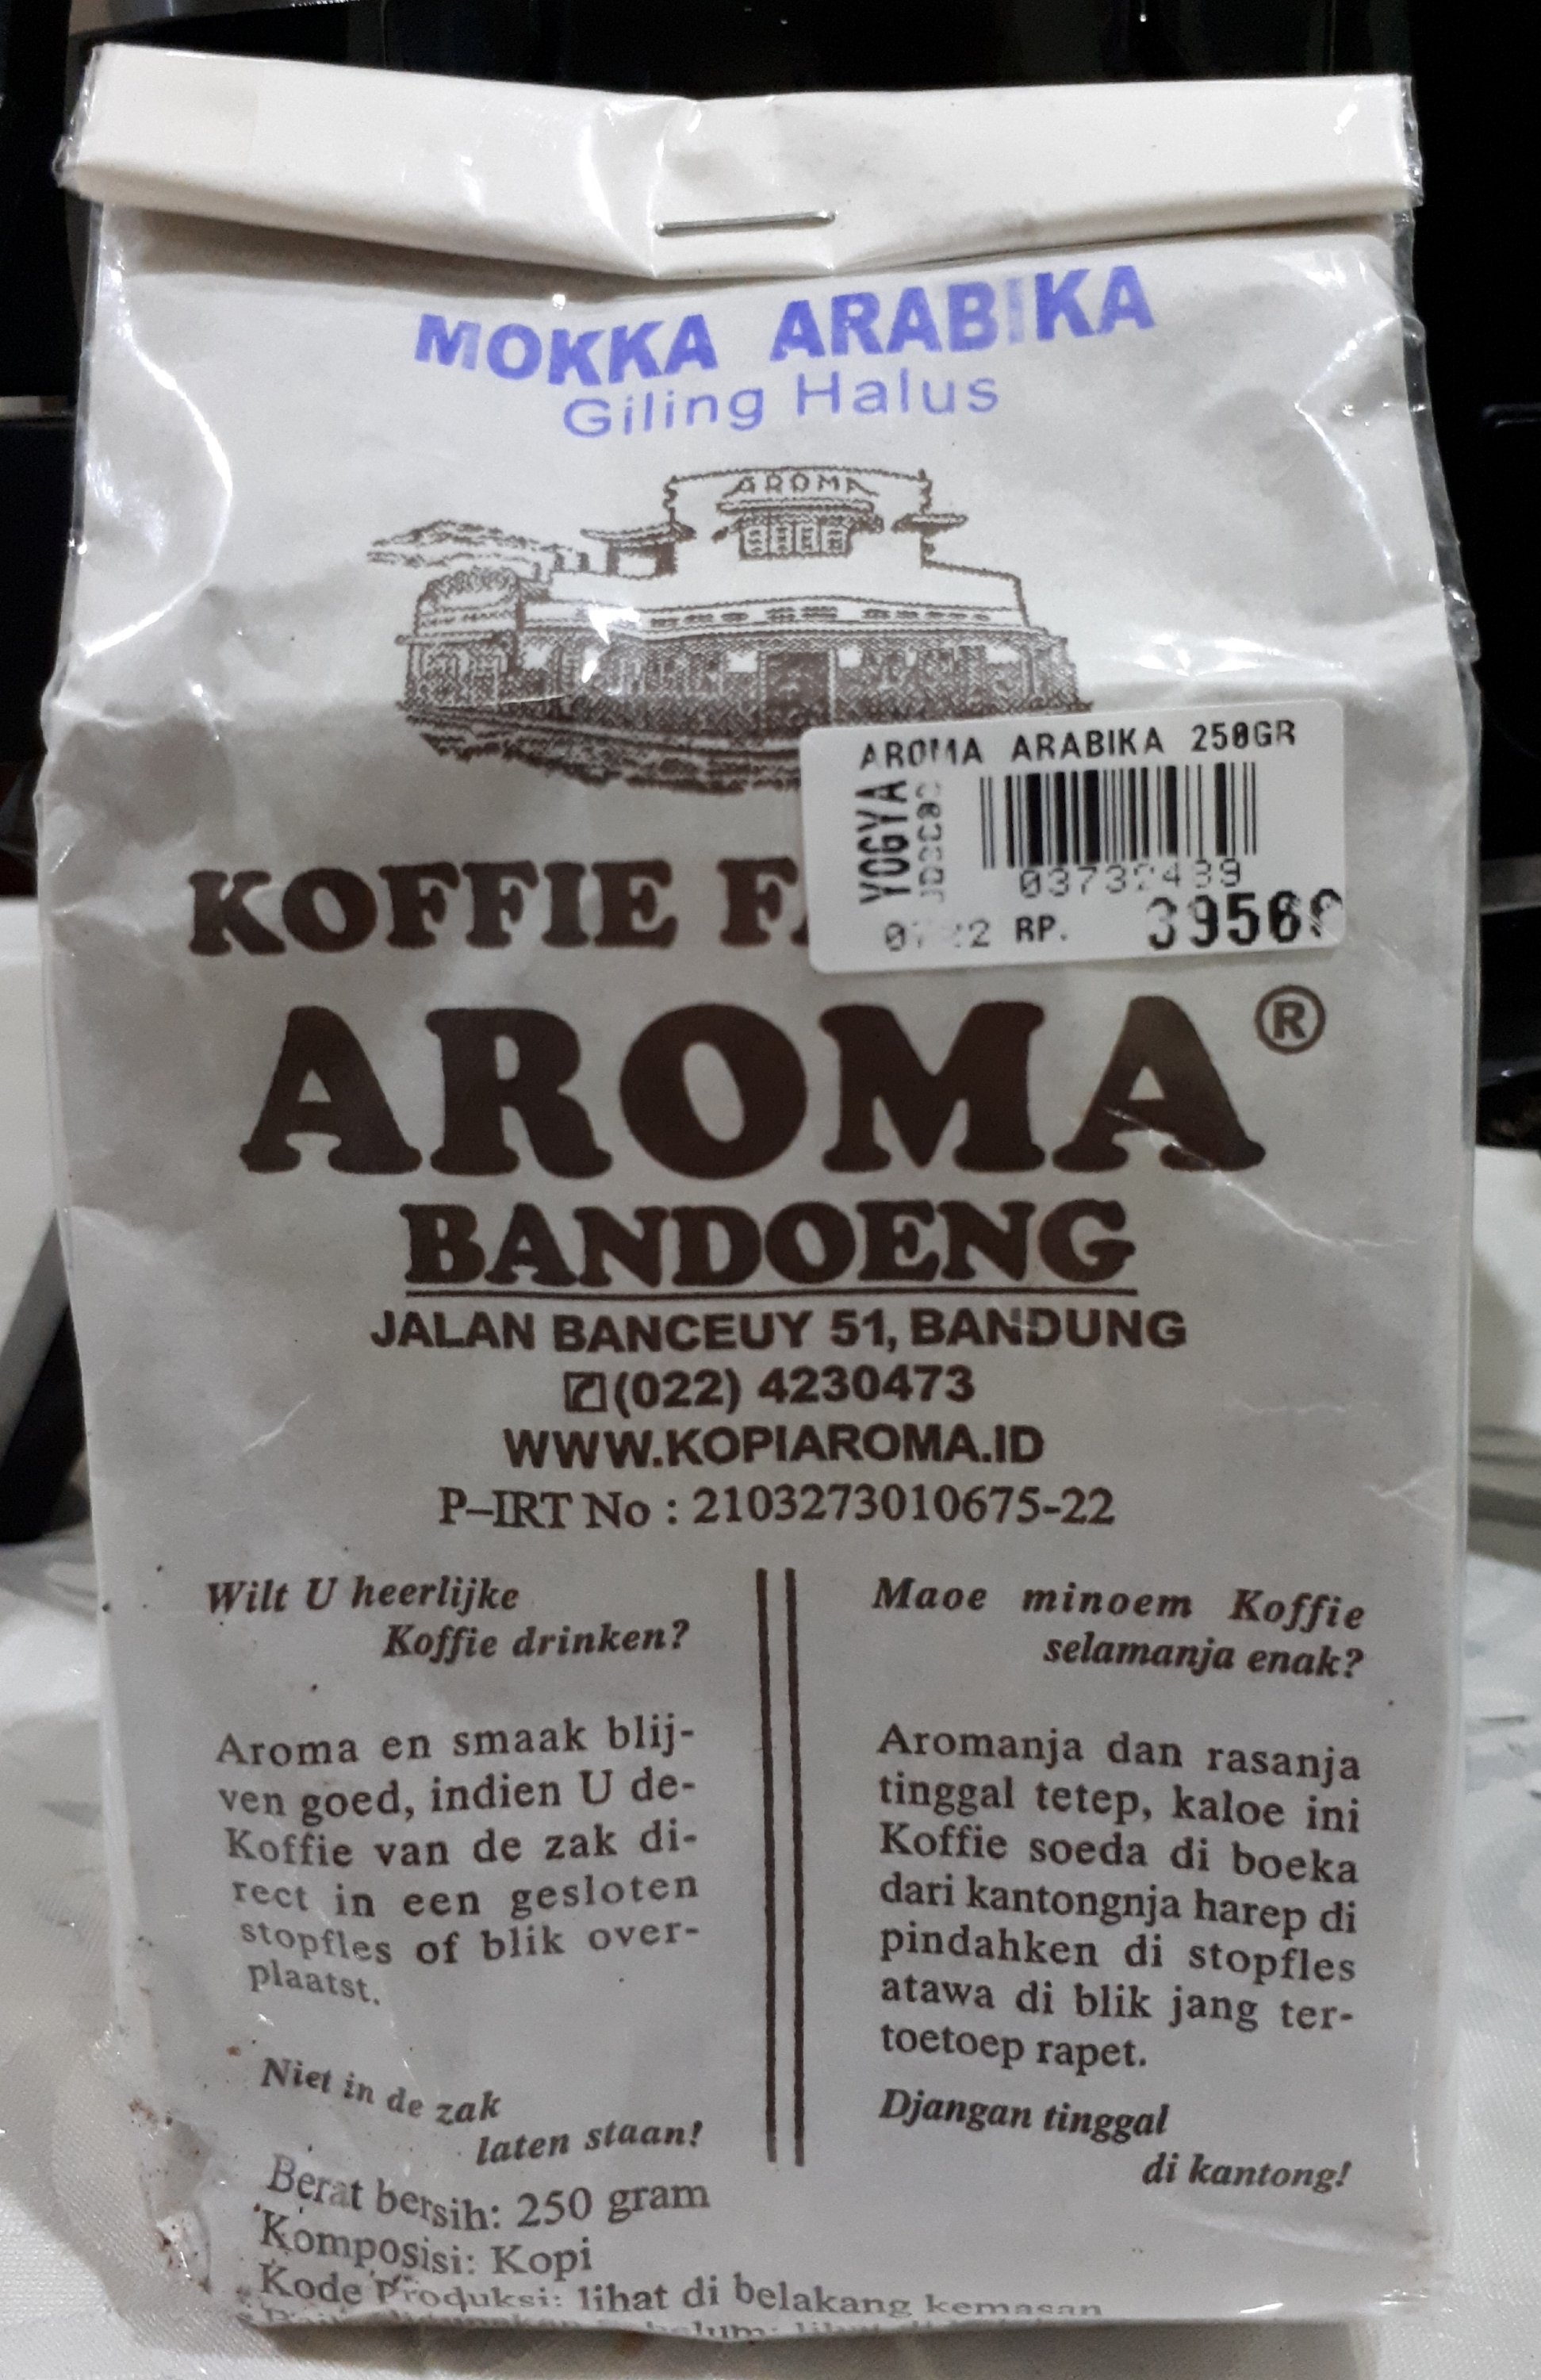 MOKKA ARABIKA
Giling Halus
AROMA
AROMA ARABIKA 250GR
YOGYA
RP.
KOFFIE
AROMA®
BANDOENG
JALAN BANCEUY 51, BANDUNG
(022) 4230473
WWW.KOPIAROMA.ID
P–IRT No : 2103273010675-22
Wilt U heerlijke
Koffie drinken?
Aroma en smaak blij-
ven goed, indien U de-
Koffie van de zak di-
rect in een gesloten
stopfles of blik over-
plaatst.
Niet in de zak
laten staan!
Maoe minoem Koffie
selamanja enak?
Aromanja dan rasanja
tinggal tetep, kaloe ini
Koffie soeda di boeka
dari kantongnja harep di
pindahken di stopfles
atawa di blik jang ter-
toetoep rapet.
Djangan tinggal
di kantong!
Berat bersih: 250 gram
Komposisi: Kopi
Kode Produksi: lihat di belakang kemasan